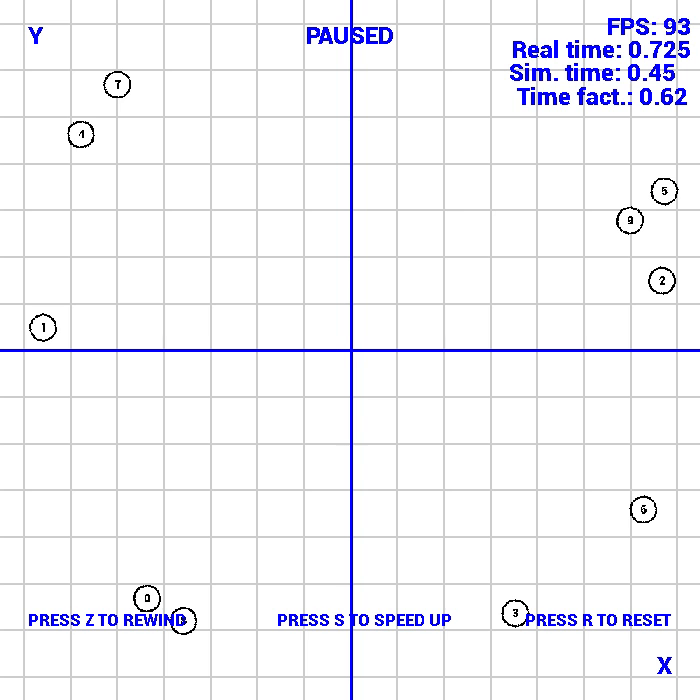 Y
PAUSED
FPS: 93
Real time: 0.725
Sim. time: 0.45
Time fact.: 0.62
7
4
5
9
2
1
6
0
3
PRESS Z TO REWIND
PRESS S TO SPEED UP
PRESS R TO RESET
X